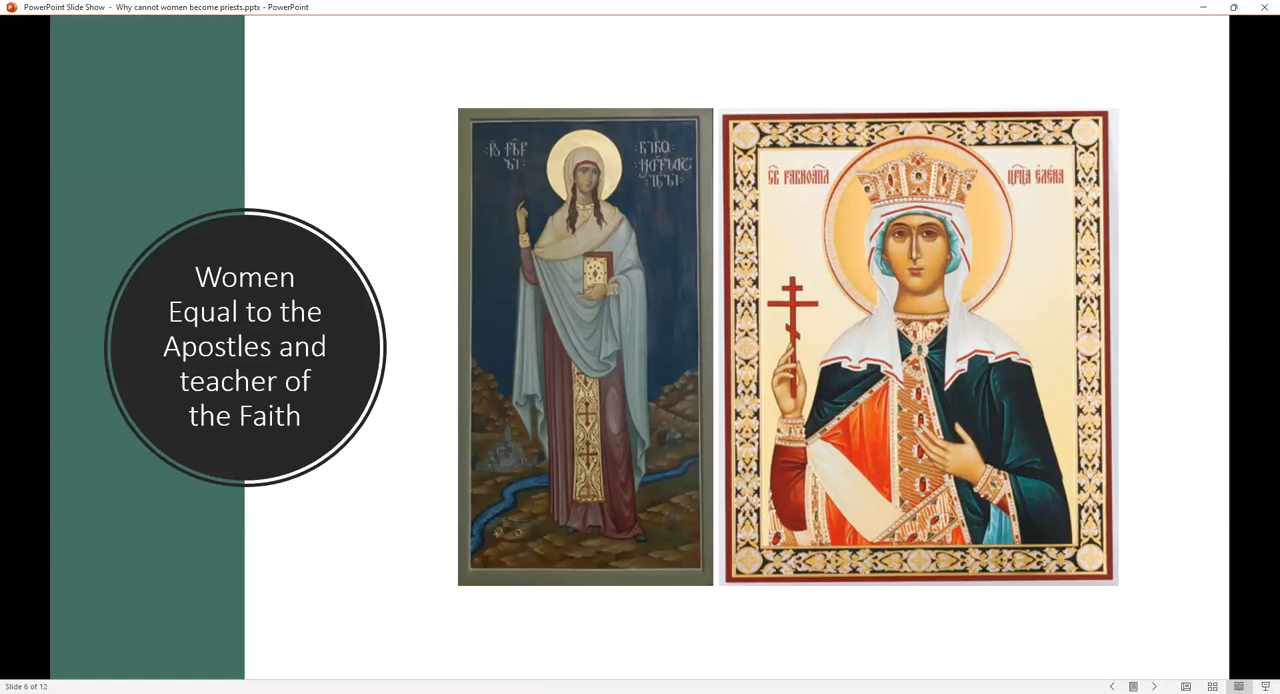 PowerPoint Slide Show - Why cannot women become priests.pptx - PowerPoint
Women
Equal to the
Apostles and
teacher of
the Faith
Slide 6 of 12